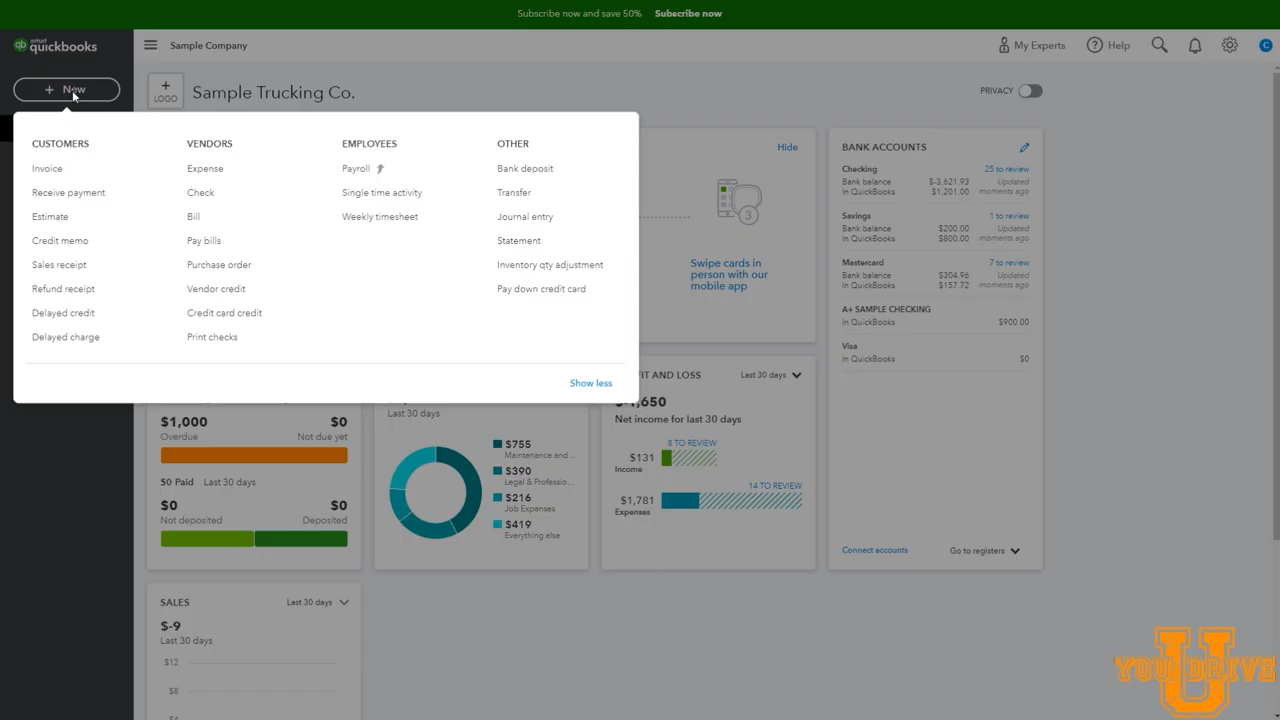 Subscribe now and save 50% Subscribe now
intuit quickbooks
Sample Company
My Experts
Help
C
+ New
+ LOGO
Sample Trucking Co.
PRIVACY
CUSTOMERS
Invoice
Receive payment
Estimate
Credit memo
Sales receipt
Refund receipt
Delayed credit
Delayed charge
VENDORS
Expense
Check
Bill
Pay bills
Purchase order
Vendor credit
Credit card credit
Print checks
EMPLOYEES
Payroll
Single time activity
Weekly timesheet
OTHER
Bank deposit
Transfer
Journal entry
Statement
Inventory qty adjustment
Pay down credit card
Show less
Hide
3
Swipe cards in
person with our
mobile app
BANK ACCOUNTS
Checking 25 to review
Bank balance $-3,621.93 Updated
In QuickBooks $1,201.00 moments ago
Savings 1 to review
Bank balance $200.00 Updated
In QuickBooks $800.00 moments ago
Mastercard 7 to review
Bank balance $304.96 Updated
In QuickBooks $157.72 moments ago
A+ SAMPLE CHECKING
In QuickBooks $900.00
Visa
In QuickBooks $0
Connect accounts Go to registers
$1,000 $0
Overdue Not due yet
$0 Paid Last 30 days
$0 $0
Not deposited Deposited
Last 30 days
$755
Maintenance and ...
$390
Legal & Professio...
$216
Job Expenses
$419
Everything else
FIT AND LOSS Last 30 days
$-1,650
Net income for last 30 days
8 TO REVIEW
$131
Income
14 TO REVIEW
$1,781
Expenses
SALES Last 30 days
$-9
Last 30 days
$12
$8
$4
YOU DRIVE
U